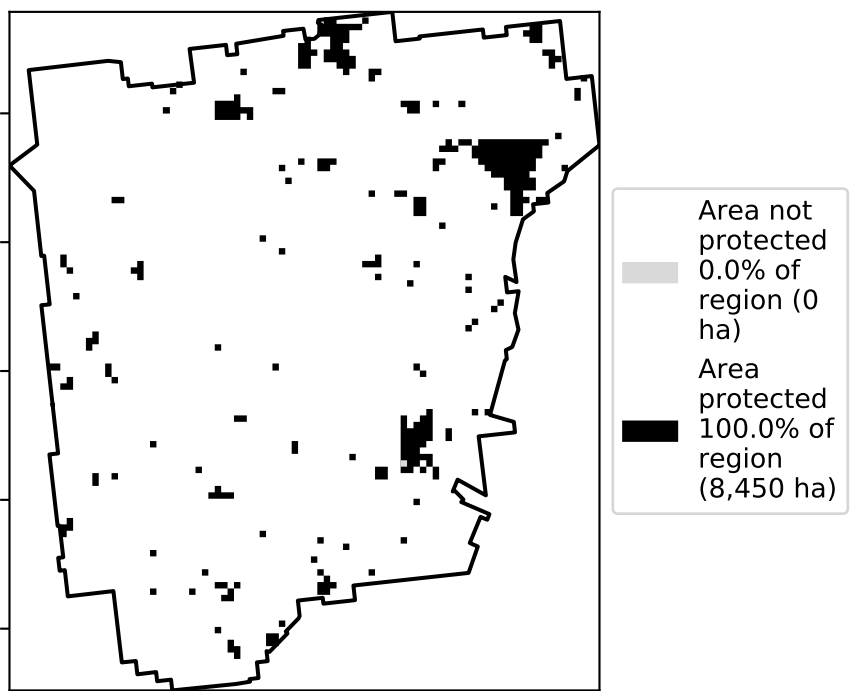 Area not
protected
0.0% of
region (0
ha)
Area
protected
100.0% of
region
(8,450 ha)